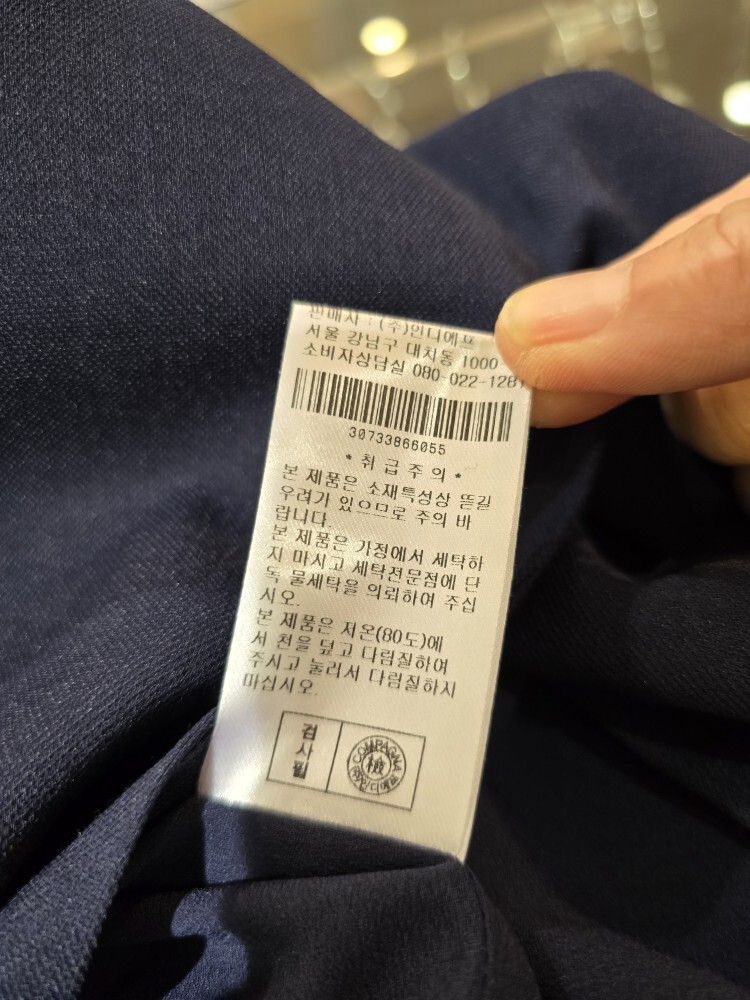 판매사 : (주)인디에프
서울 강남구 대치동 1000
소비자상담실 080-022-1281
30733866055
* 취 급 주 의 *
본 제품은 소재특성상 뜯길
우려가 있으므로 주의 바
랍니다.
본 제품은 가정에서 세탁하
지 마시고 세탁전문점에 단
독 물세탁을 의뢰하여 주십
시오.
본 제품은 저온(80도)에
서 천을 덮고 다림질하여
주시고 눌러서 다림질하지
마십시오.
검사필
COMPAGNA
檢
(주)인디에프